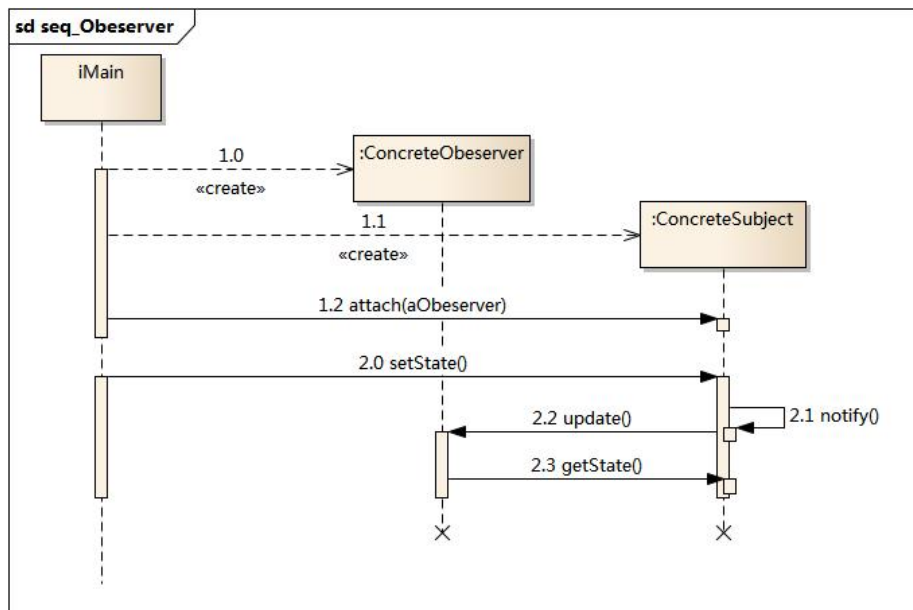 sd seq_Obeserver
iMain
:ConcreteObeserver
1.0
«create»
:ConcreteSubject
1.1
«create»
1.2 attach(aObeserver)
2.0 setState()
2.1 notify()
2.2 update()
2.3 getState()